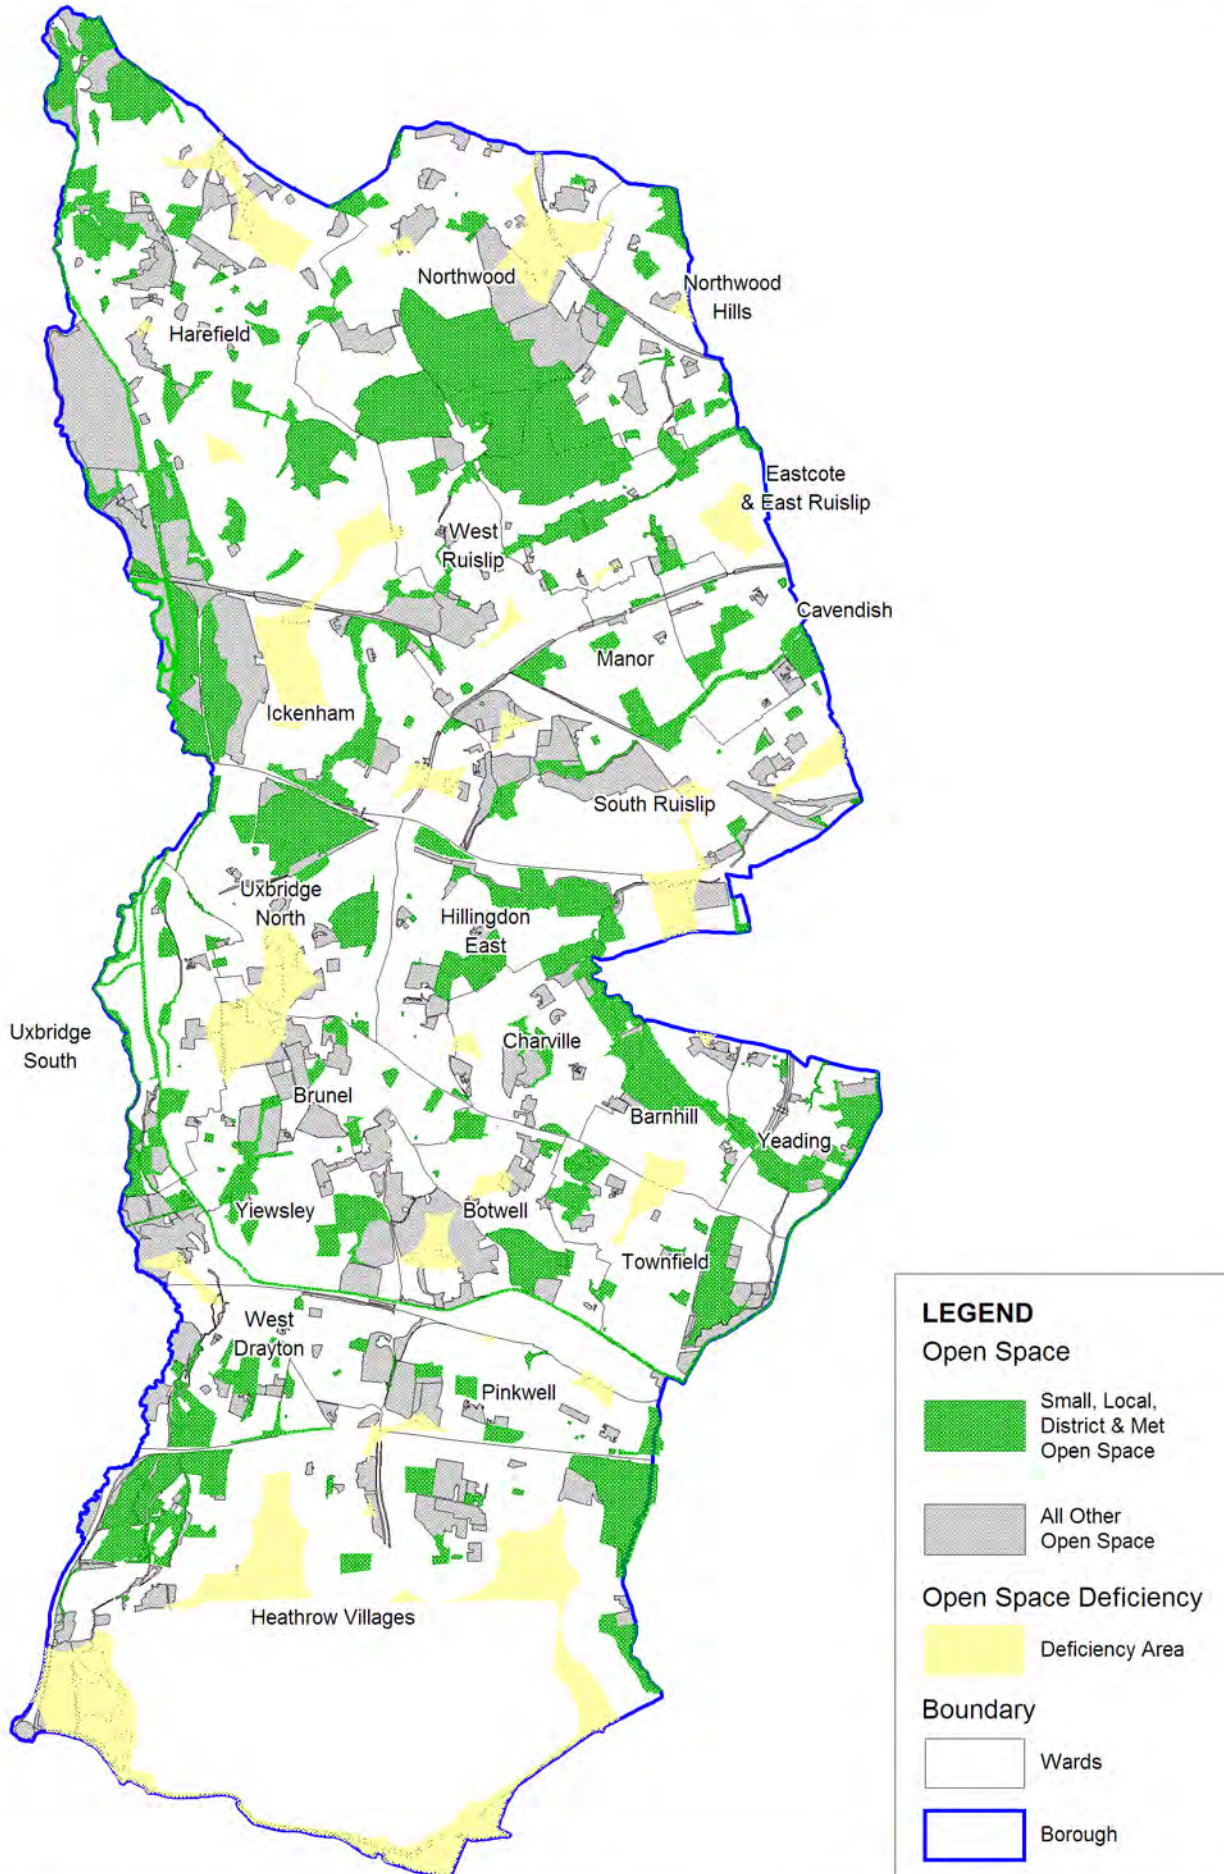 Northwood
Northwood
Hills
Harefield
Eastcote
& East Ruislip
West
Ruislip
Cavendish
Manor
Ickenham
South Ruislip
Uxbridge
North
Hillingdon
East
Uxbridge
South
Charville
Brunel
Barnhill
Yeading
Yiewsley
Botwell
Townfield
West
Drayton
Pinkwell
Heathrow Villages
LEGEND
Open Space
Small, Local,
District & Met
Open Space
All Other
Open Space
Open Space Deficiency
Deficiency Area
Boundary
Wards
Borough